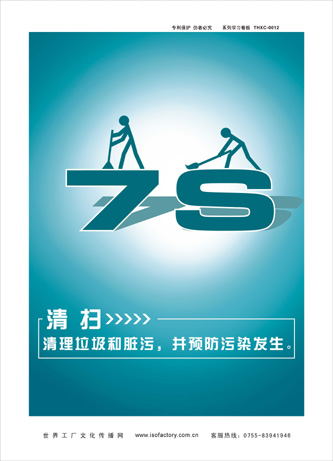 专利保护 仿者必究 系列学习看板 THXC-0012
7S
清 扫>>>>>
清理垃圾和脏污，并预防污染发生。
世界工厂文化传播网 www.isofactory.com.cn 客服热线：0755-83941946